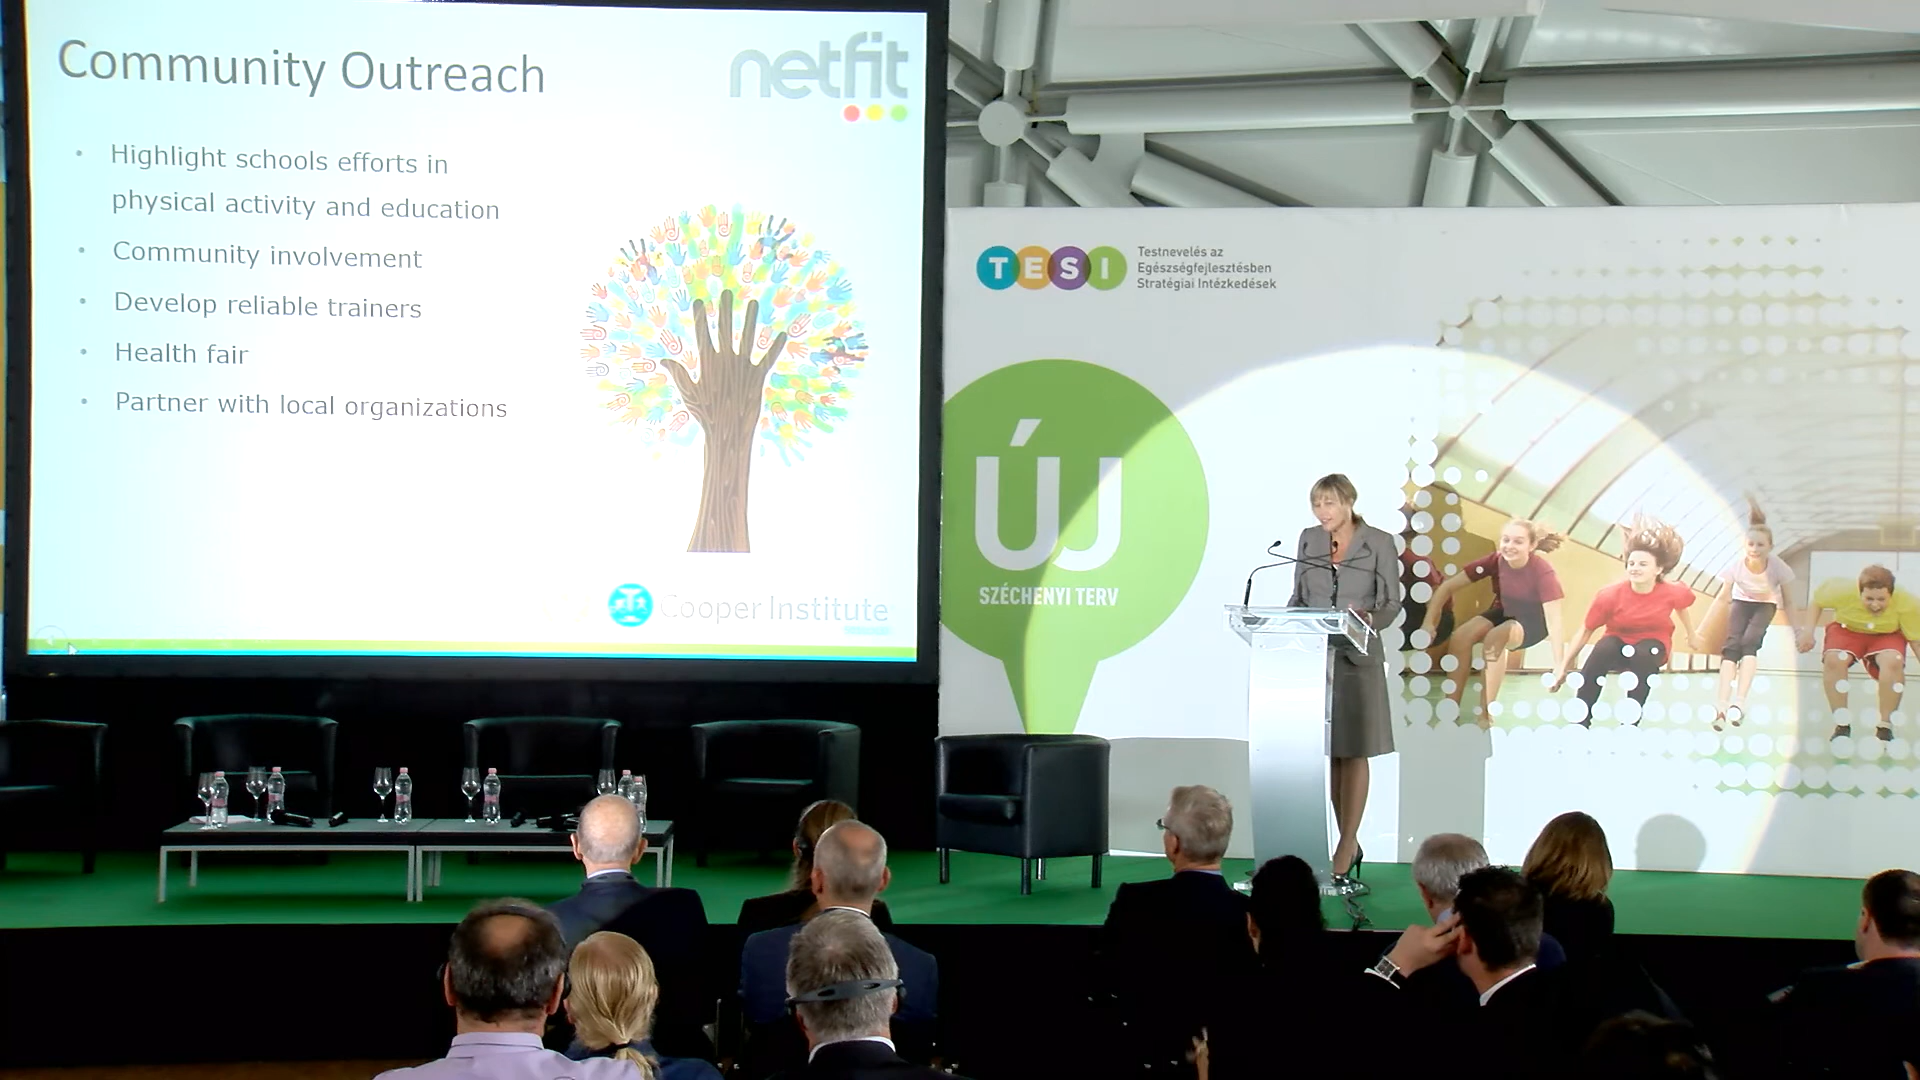 Community Outreach
netfit
• Highlight schools efforts in
physical activity and education
• Community involvement
• Develop reliable trainers
• Health fair
• Partner with local organizations
Cooper Institute
TESI
Testnevelés az
Egészségfejlesztésben
Stratégiai Intézkedések
ÚJ
SZÉCHENYI TERV